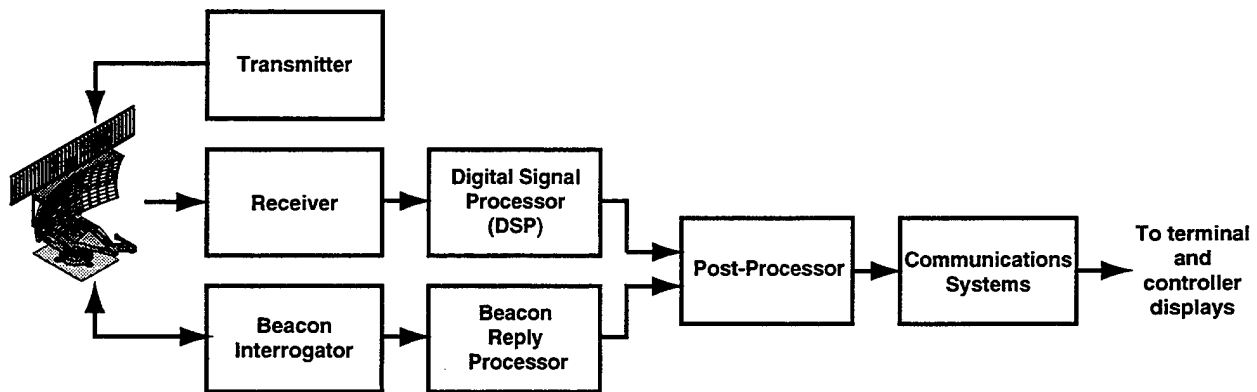 Transmitter
Receiver
Digital Signal
Processor
(DSP)
Post-Processor
Communications
Systems
To terminal
and
controller
displays
Beacon
Interrogator
Beacon
Reply
Processor